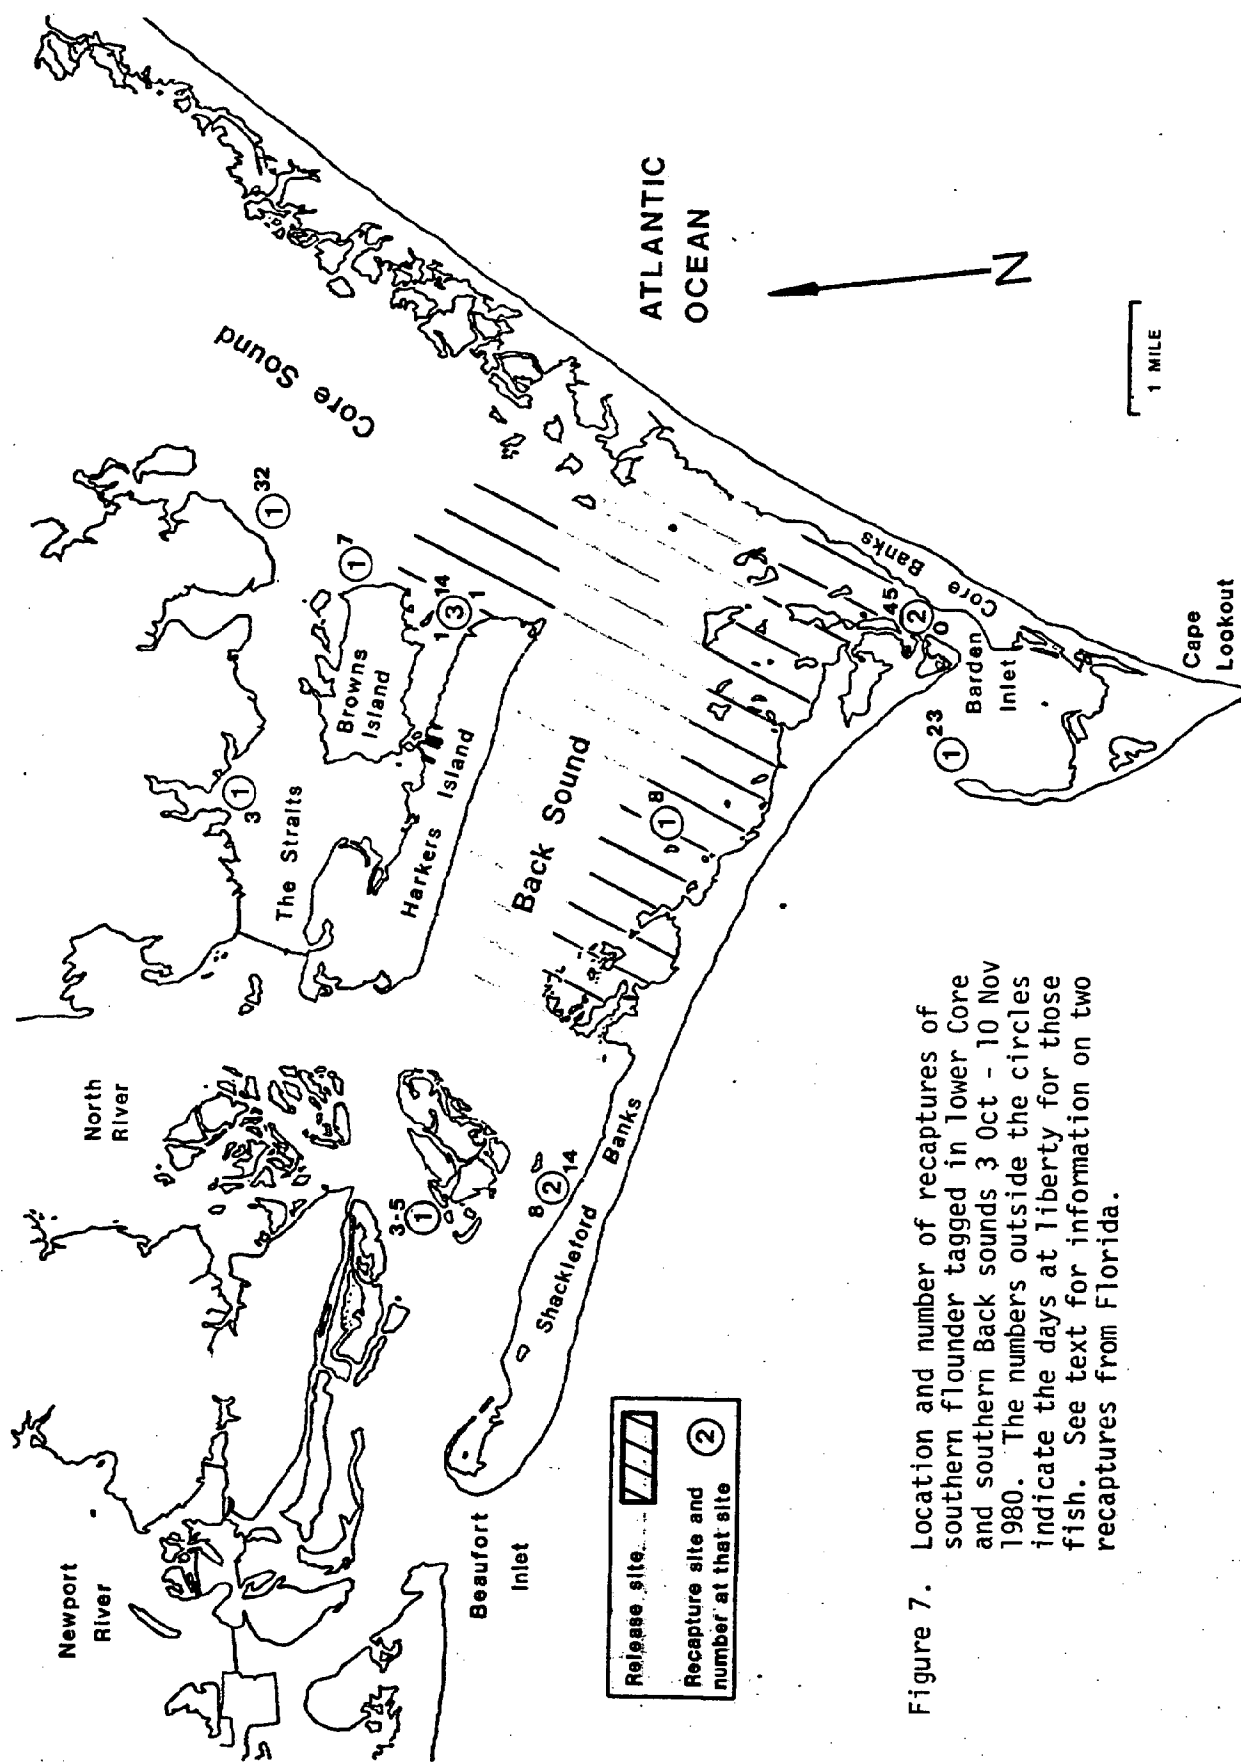 Newport
River
North
River
Core Sound
32
1
7
1
Browns
Island
14
1
3
1
1
3
The Straits
Harkers Island
Back Sound
ATLANTIC
OCEAN
N
1 MILE
3-5
1
8
2
14
1
8
Shackleford Banks
Core Banks
45
2
0
Barden
Inlet
23
1
Cape
Lookout
Beaufort
Inlet
Release site
Recapture site and
number at that site
2
Figure 7. Location and number of recaptures of
southern flounder tagged in lower Core
and southern Back sounds 3 Oct - 10 Nov
1980. The numbers outside the circles
indicate the days at liberty for those
fish. See text for information on two
recaptures from Florida.